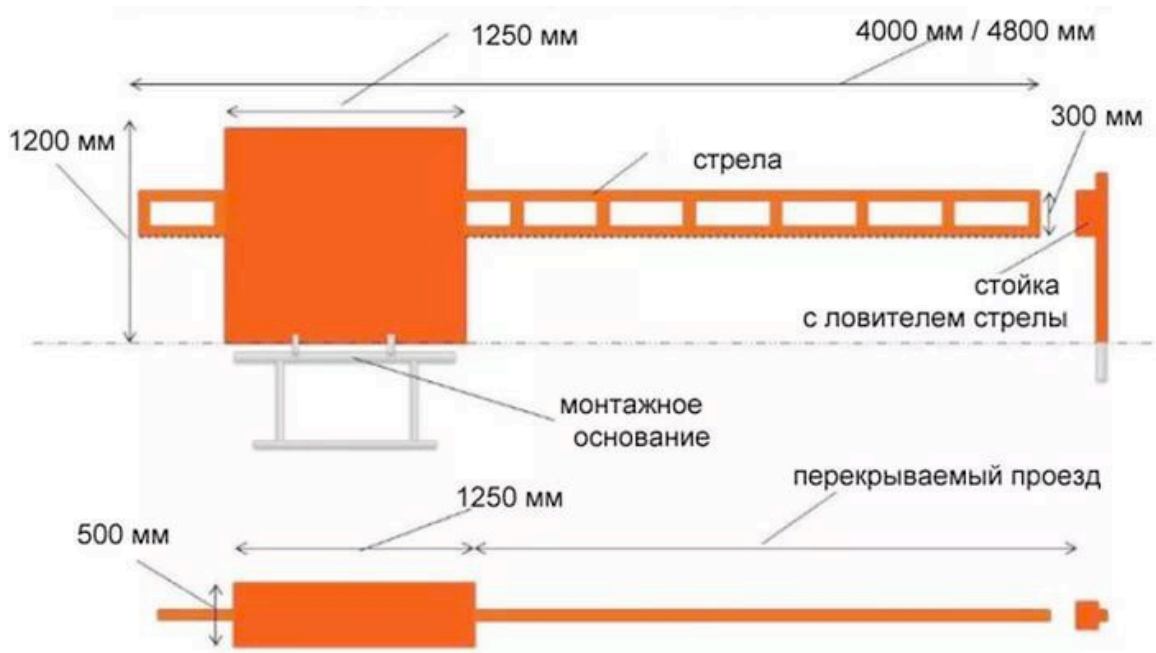 1250 мм
4000 мм / 4800 мм
1200 мм
300 мм
стрела
стойка
с ловителем стрелы
монтажное
основание
перекрываемый проезд
1250 мм
500 мм